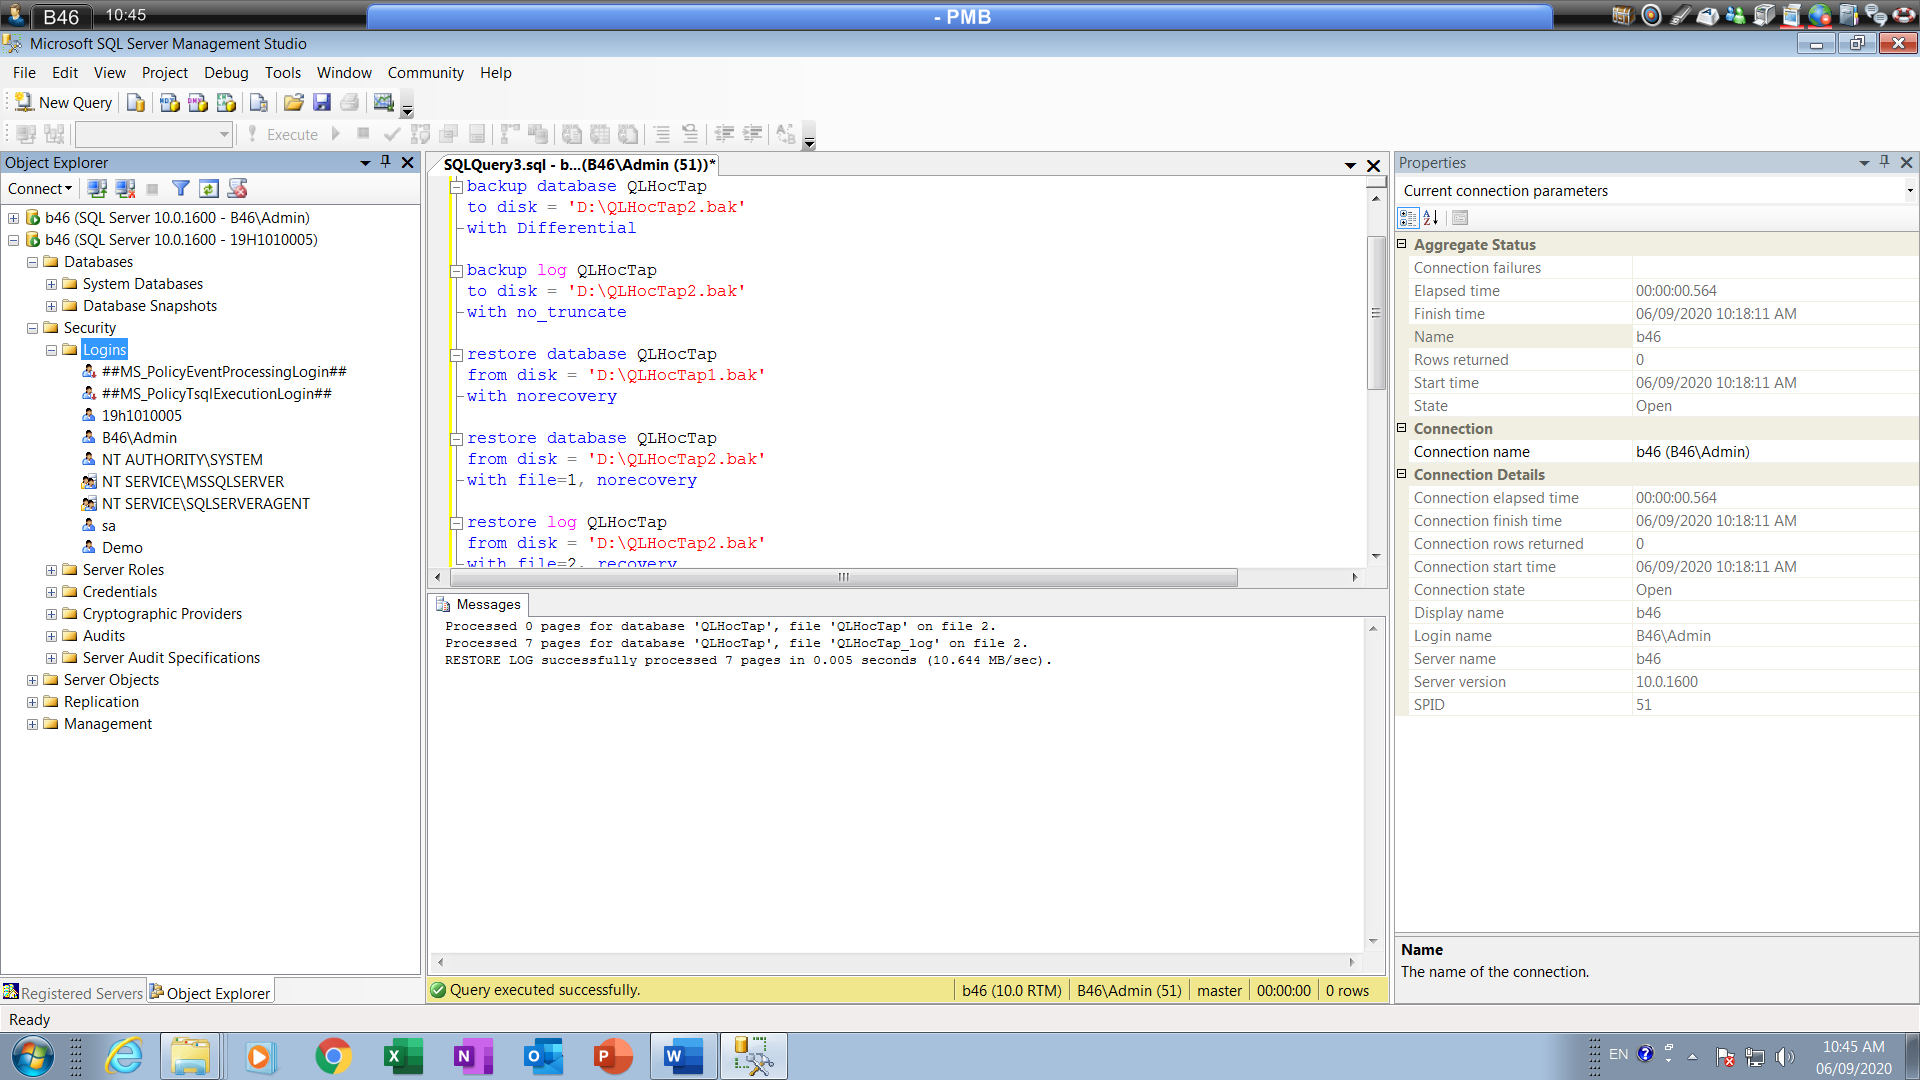 B46
10:45
- PMB
Microsoft SQL Server Management Studio
File Edit View Project Debug Tools Window Community Help
New Query
Execute
Object Explorer
Connect
b46 (SQL Server 10.0.1600 - B46\Admin)
b46 (SQL Server 10.0.1600 - 19H1010005)
Databases
System Databases
Database Snapshots
Security
Logins
##MS_PolicyEventProcessingLogin##
##MS_PolicyTsqlExecutionLogin##
19h1010005
B46\Admin
NT AUTHORITY\SYSTEM
NT SERVICE\MSSQLSERVER
NT SERVICE\SQLSERVERAGENT
sa
Demo
Server Roles
Credentials
Cryptographic Providers
Audits
Server Audit Specifications
Server Objects
Replication
Management
Registered Servers
Object Explorer
SQLQuery3.sql - b...(B46\Admin (51))*
backup database QLHocTap
to disk = 'D:\QLHocTap2.bak'
with Differential
backup log QLHocTap
to disk = 'D:\QLHocTap2.bak'
with no_truncate
restore database QLHocTap
from disk = 'D:\QLHocTap1.bak'
with norecovery
restore database QLHocTap
from disk = 'D:\QLHocTap2.bak'
with file=1, norecovery
restore log QLHocTap
from disk = 'D:\QLHocTap2.bak'
with file=2, recovery
Messages
Processed 0 pages for database 'QLHocTap', file 'QLHocTap' on file 2.
Processed 7 pages for database 'QLHocTap', file 'QLHocTap_log' on file 2.
RESTORE LOG successfully processed 7 pages in 0.005 seconds (10.644 MB/sec).
Query executed successfully.
b46 (10.0 RTM)
B46\Admin (51)
master
00:00:00
0 rows
Properties
Current connection parameters
Aggregate Status
Connection failures
Elapsed time 00:00:00.564
Finish time 06/09/2020 10:18:11 AM
Name b46
Rows returned 0
Start time 06/09/2020 10:18:11 AM
State Open
Connection
Connection name b46 (B46\Admin)
Connection Details
Connection elapsed time 00:00:00.564
Connection finish time 06/09/2020 10:18:11 AM
Connection rows returned 0
Connection start time 06/09/2020 10:18:11 AM
Connection state Open
Display name b46
Login name B46\Admin
Server name b46
Server version 10.0.1600
SPID 51
Name
The name of the connection.
Ready
EN
10:45 AM
06/09/2020